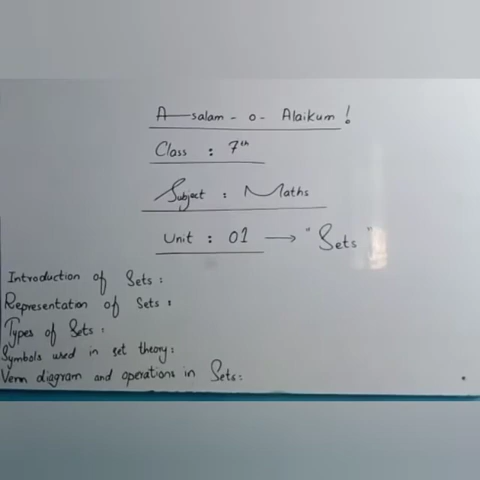 A-salam-o-Alaikum!
Class : 7th
Subject : Maths
Unit : 01 → "Sets"
Introduction of Sets :
Representation of Sets :
Types of Sets :
Symbols used in set theory :
Venn diagram and operations in Sets :